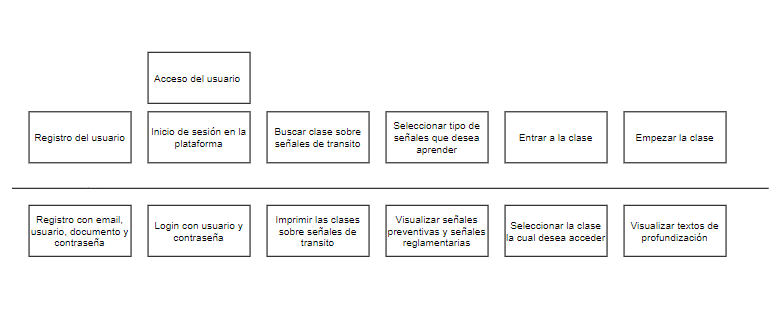 Acceso del usuario
Registro del usuario
Inicio de sesión en la
plataforma
Buscar clase sobre
señales de transito
Seleccionar tipo de
señales que desea
aprender
Entrar a la clase
Empezar la clase
Registro con email,
usuario, documento y
contraseña
Login con usuario y
contraseña
Imprimir las clases
sobre señales de
transito
Visualizar señales
preventivas y señales
reglamentarias
Seleccionar la clase
la cual desea acceder
Visualizar textos de
profundización